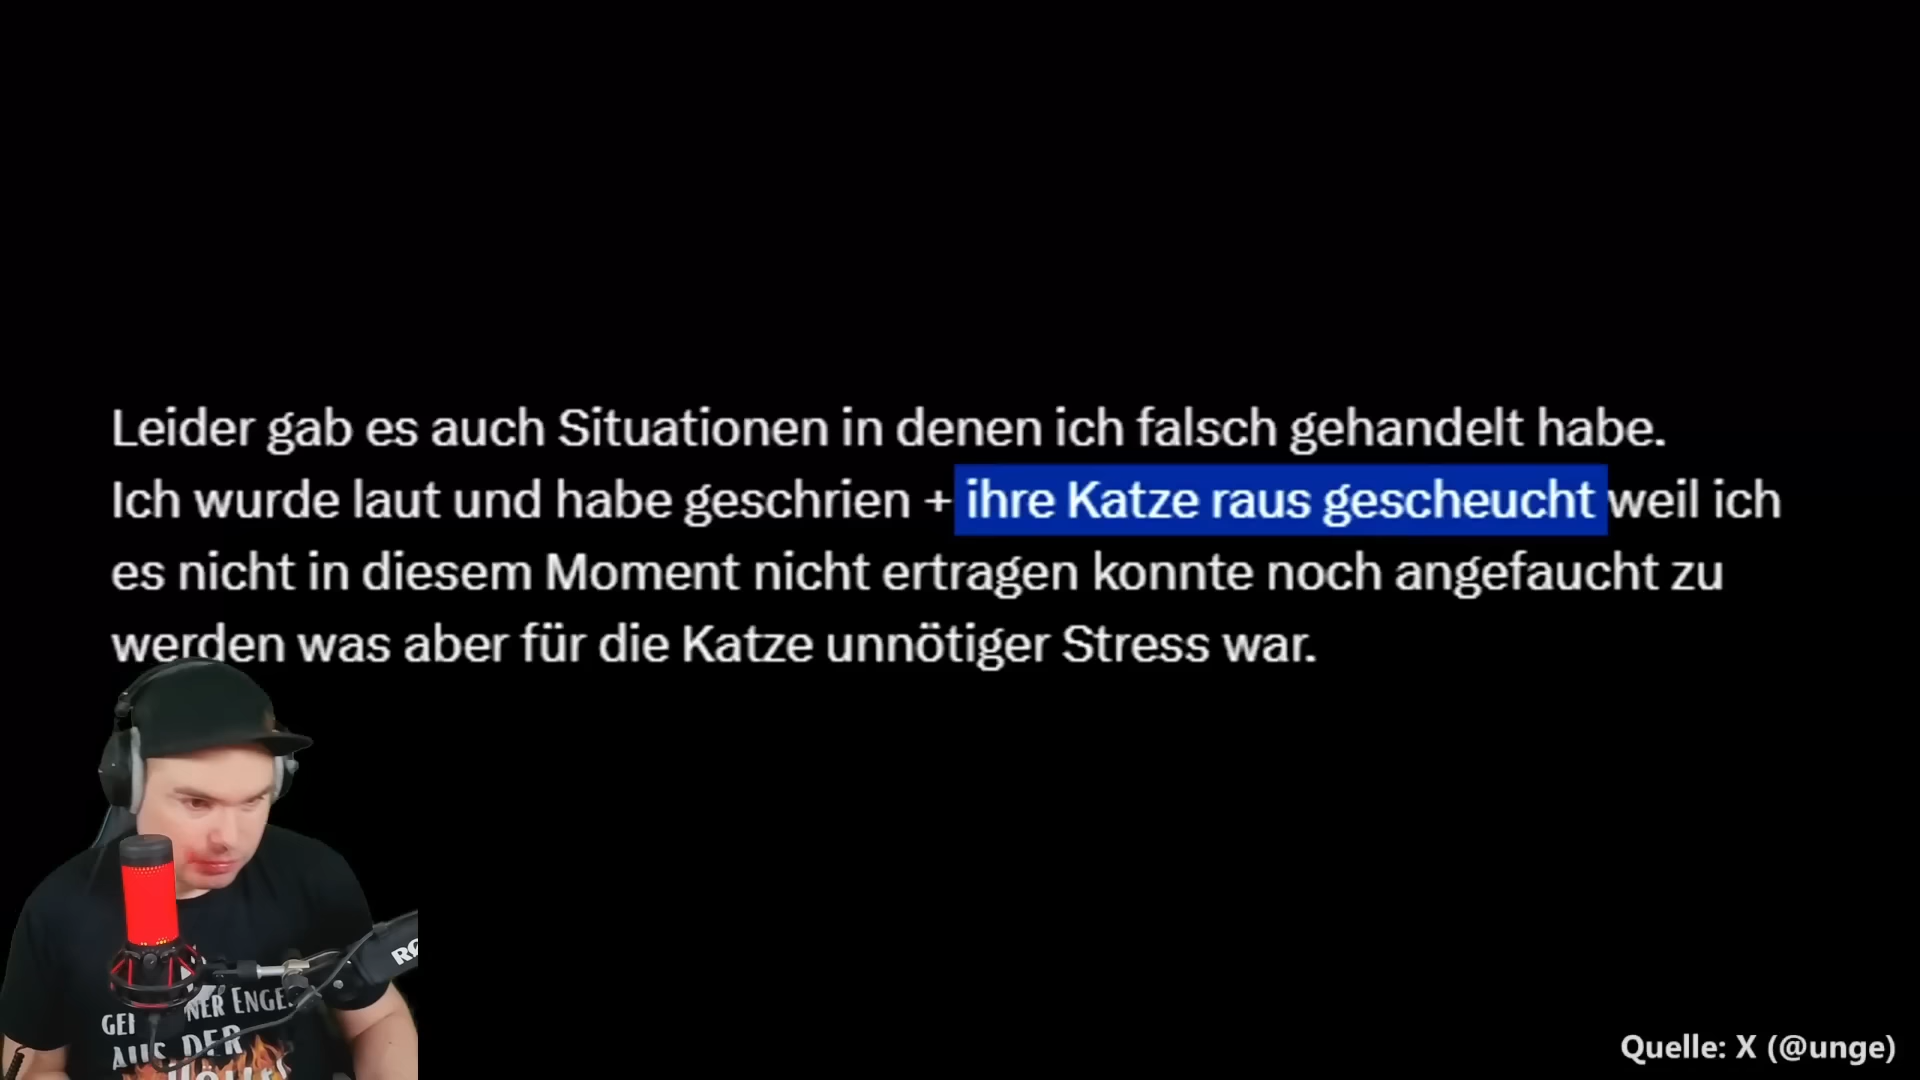 Leider gab es auch Situationen in denen ich falsch gehandelt habe.
Ich wurde laut und habe geschrien + ihre Katze raus gescheucht weil ich
es nicht in diesem Moment nicht ertragen konnte noch angefaucht zu
werden was aber für die Katze unnötiger Stress war.
AUS DER
Quelle: X (@unge)